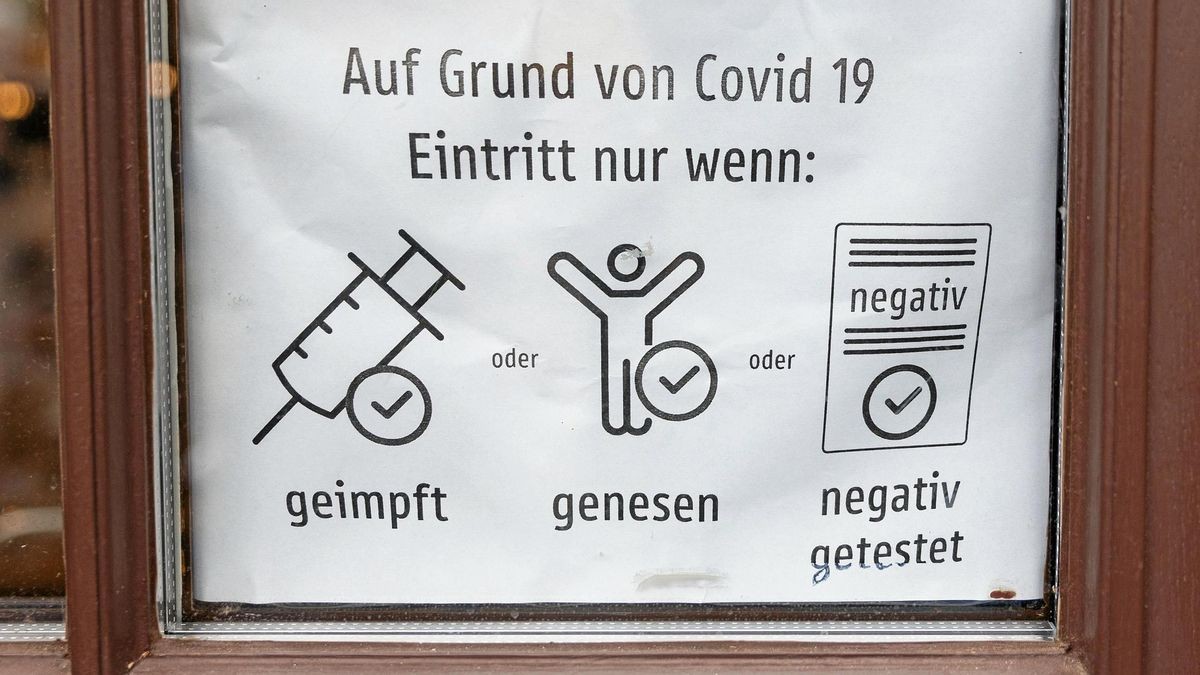 Auf Grund von Covid 19
Eintritt nur wenn:
negativ
oder
oder
geimpft
genesen
negativ
getestet